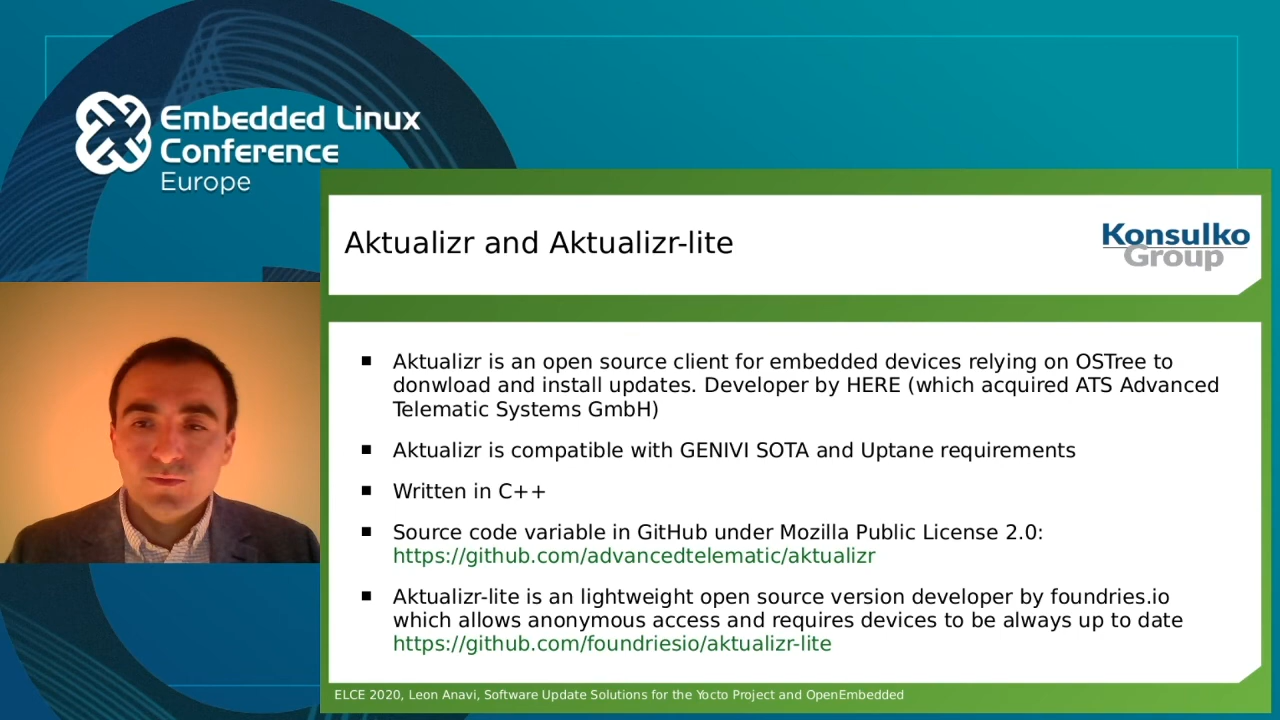 Embedded Linux
Conference
Europe
Aktualizr and Aktualizr-lite
Konsulko
Group
Aktualizr is an open source client for embedded devices relying on OSTree to
donwload and install updates. Developer by HERE (which acquired ATS Advanced
Telematic Systems GmbH)
Aktualizr is compatible with GENIVI SOTA and Uptane requirements
Written in C++
Source code variable in GitHub under Mozilla Public License 2.0:
https://github.com/advancedtelematic/aktualizr
Aktualizr-lite is an lightweight open source version developer by foundries.io
which allows anonymous access and requires devices to be always up to date
https://github.com/foundriesio/aktualizr-lite
ELCE 2020, Leon Anavi, Software Update Solutions for the Yocto Project and OpenEmbedded